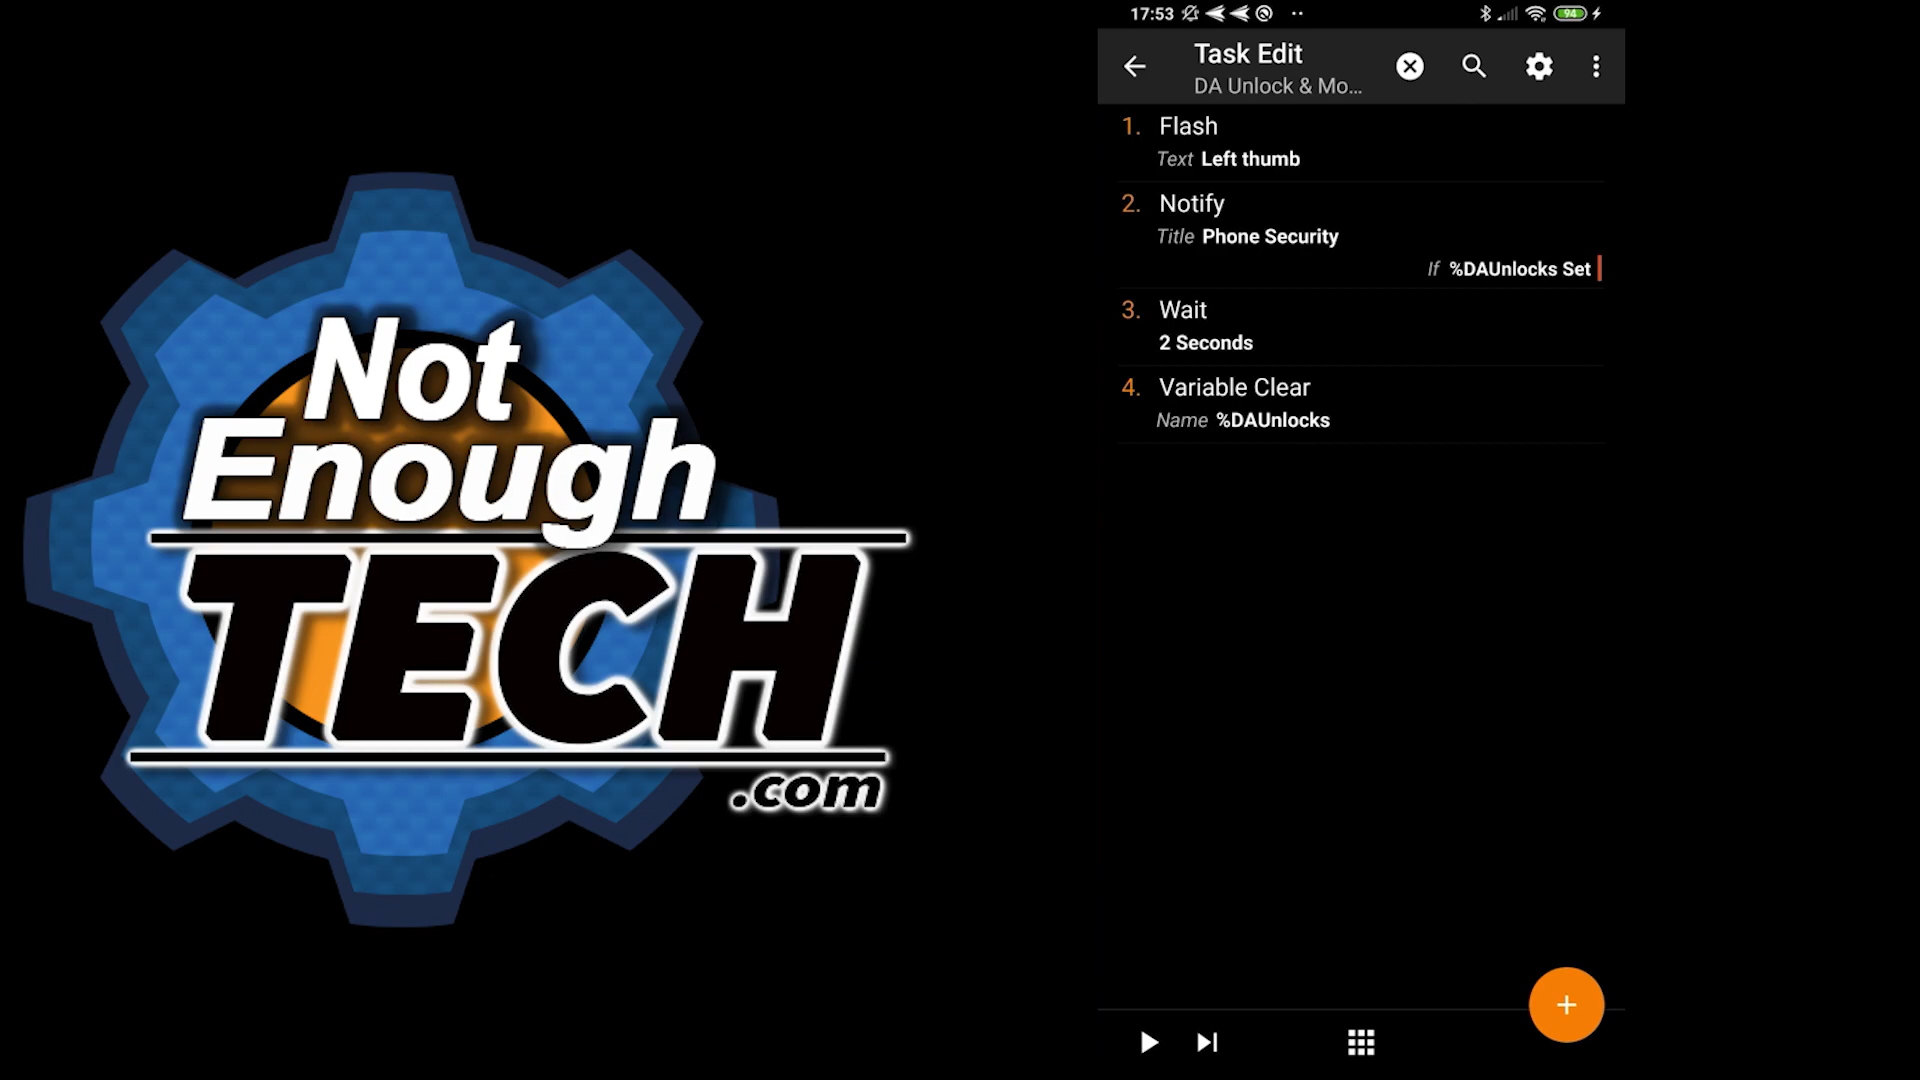 Not
Enough
TECH
.com
17:53
94
Task Edit
DA Unlock & Mo...
1. Flash
Text Left thumb
2. Notify
Title Phone Security
If %DAUnlocks Set
3. Wait
2 Seconds
4. Variable Clear
Name %DAUnlocks